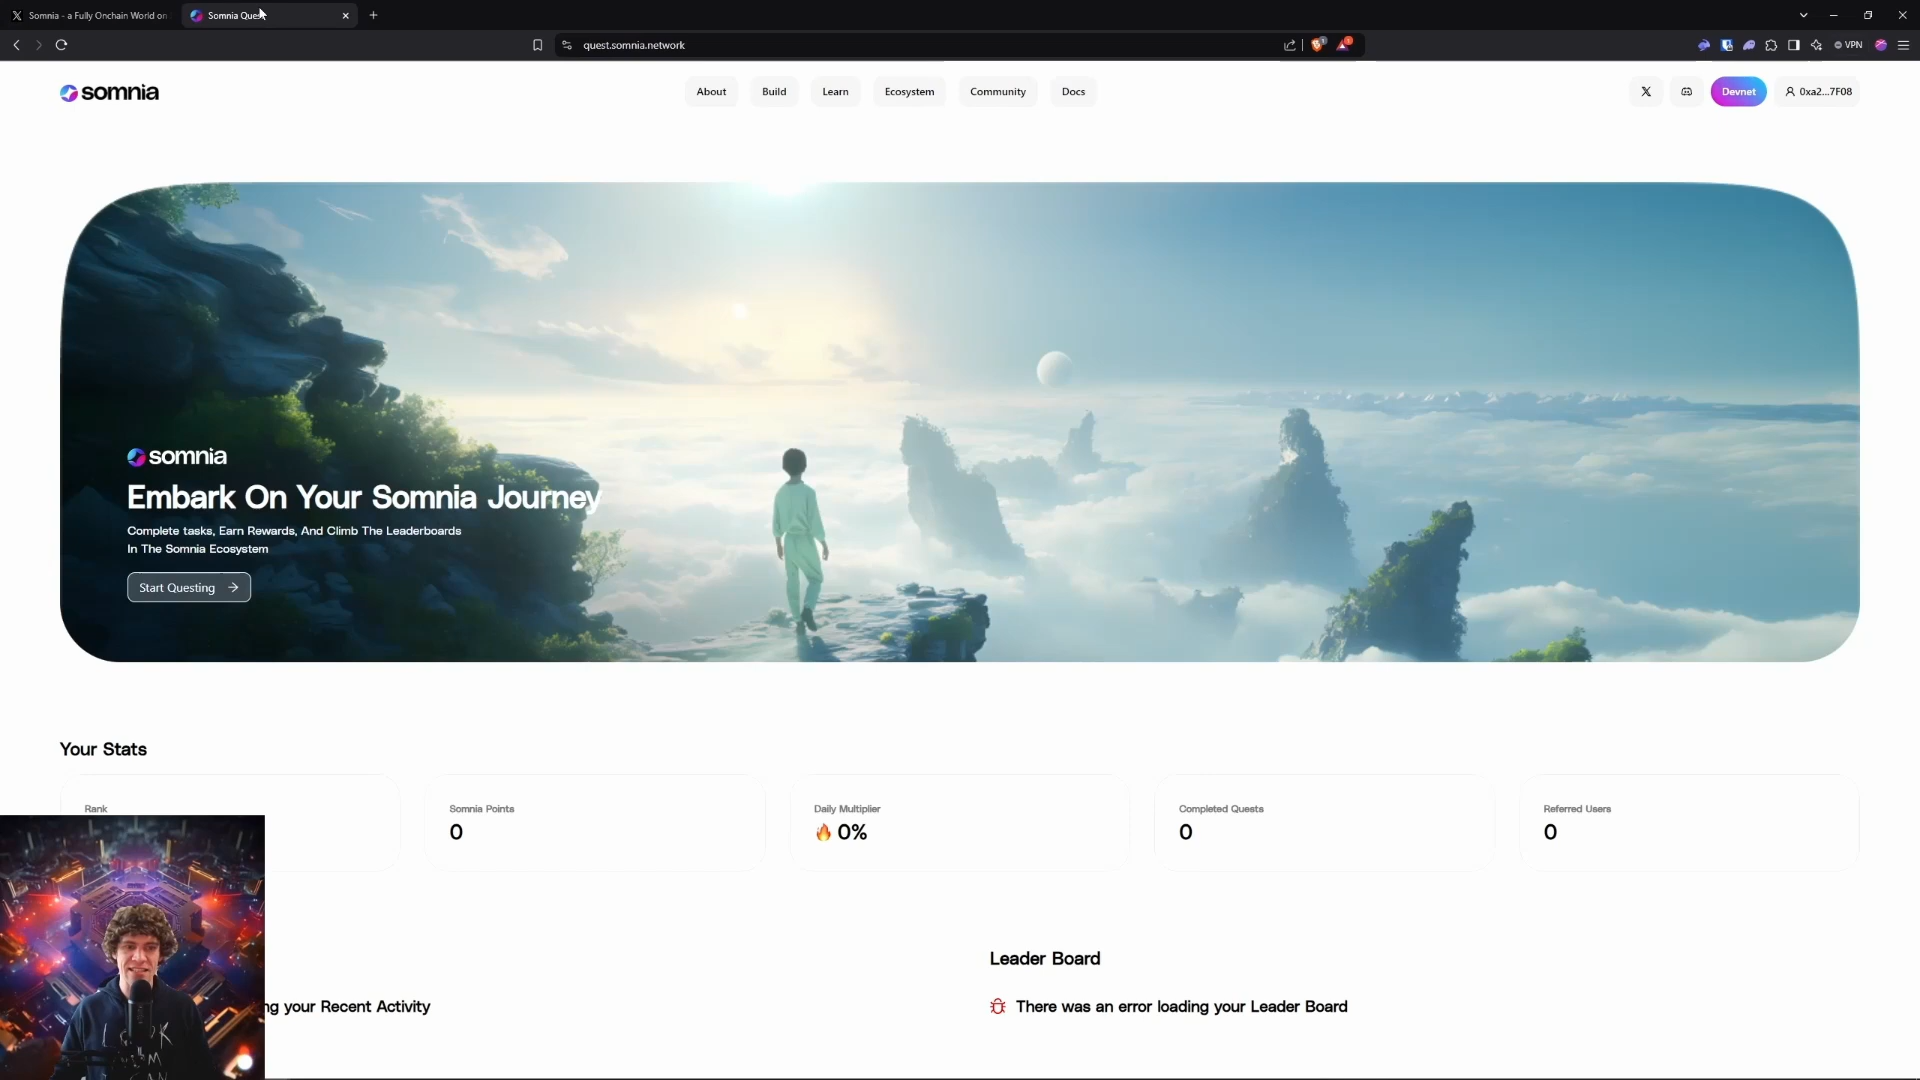 Somnia - a Fully Onchain World on
Somnia Quest
quest.somnia.network
VPN
somnia
About
Build
Learn
Ecosystem
Community
Docs
Devnet
0xa2...7F08
somnia
Embark On Your Somnia Journey
Complete tasks, Earn Rewards, And Climb The Leaderboards
In The Somnia Ecosystem
Start Questing
Your Stats
Rank
Somnia Points
0
Daily Multiplier
0%
Completed Quests
0
Referred Users
0
Leader Board
ng your Recent Activity
There was an error loading your Leader Board